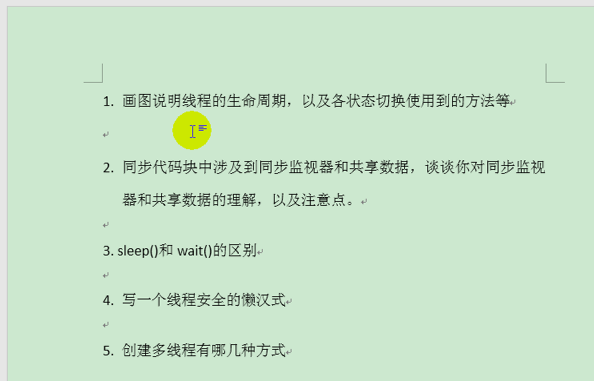 1. 画图说明线程的生命周期，以及各状态切换使用到的方法等
2. 同步代码块中涉及到同步监视器和共享数据，谈谈你对同步监视
器和共享数据的理解，以及注意点。
3. sleep()和 wait()的区别
4. 写一个线程安全的懒汉式
5. 创建多线程有哪几种方式